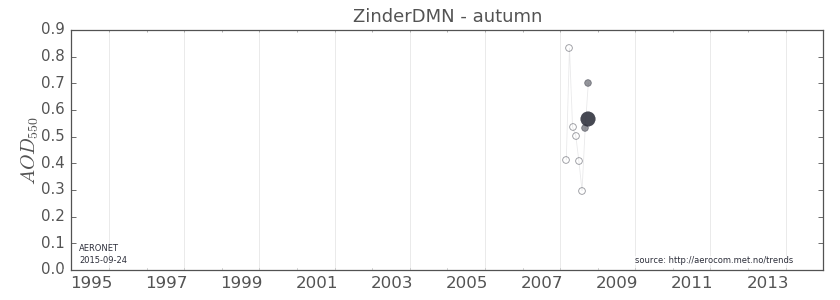 ZinderDMN - autumn
0.9
0.8
0.7
0.6
0.5
0.4
0.3
0.2
0.1
0.0
AOD550
AERONET
2015-09-24
source: http://aerocom.met.no/trends
1995 1997 1999 2001 2003 2005 2007 2009 2011 2013